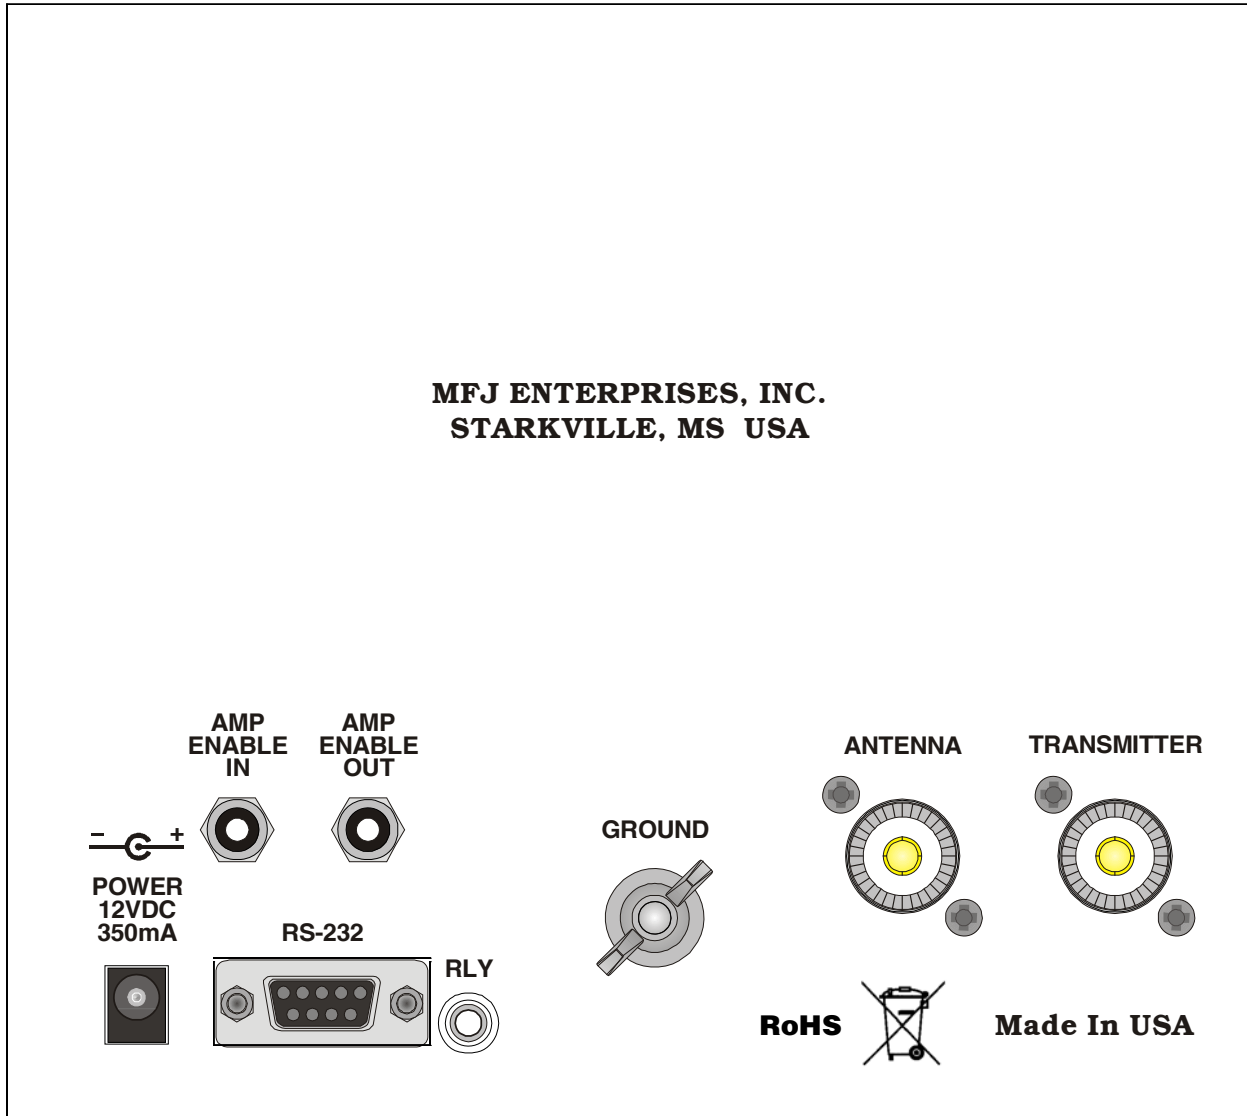 MFJ ENTERPRISES, INC.
STARKVILLE, MS USA
AMP
ENABLE
IN
AMP
ENABLE
OUT
- +
POWER
12VDC
350mA
RS-232
RLY
GROUND
ANTENNA
TRANSMITTER
RoHS
Made In USA